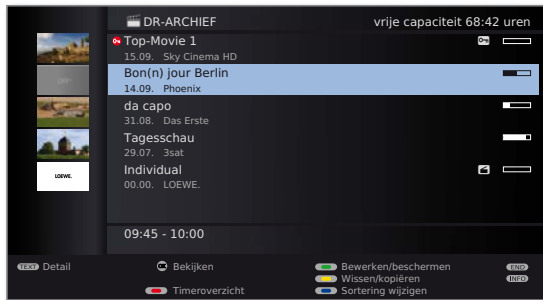 DR-ARCHIEF vrije capaciteit 68:42 uren
Top-Movie 1
15.09. Sky Cinema HD
Bon(n) jour Berlin
14.09. Phoenix
da capo
31.08. Das Erste
Tagesschau
29.07. 3sat
Individual
00.00. LOEWE.
LOEWE.
09:45 - 10:00
TEXT Detail Bekijken Bewerken/beschermen END
Wissen/kopiëren INFO
Timeroverzicht Sortering wijzigen